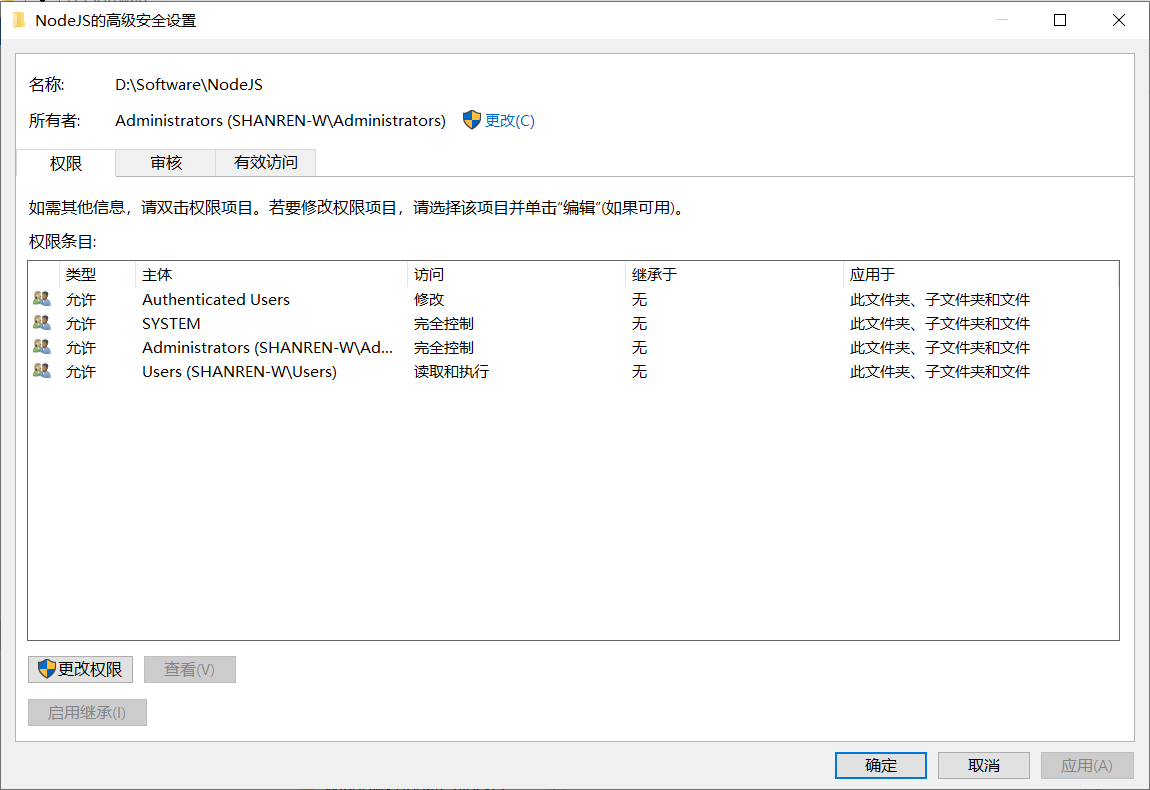 NodeJS的高级安全设置
名称: D:\Software\NodeJS
所有者: Administrators (SHANREN-W\Administrators) 更改(C)
权限 审核 有效访问
如需其他信息，请双击权限项目。若要修改权限项目，请选择该项目并单击“编辑”(如果可用)。
权限条目:
类型 主体 访问 继承于 应用于
允许 Authenticated Users 修改 无 此文件夹、子文件夹和文件
允许 SYSTEM 完全控制 无 此文件夹、子文件夹和文件
允许 Administrators (SHANREN-W\Ad... 完全控制 无 此文件夹、子文件夹和文件
允许 Users (SHANREN-W\Users) 读取和执行 无 此文件夹、子文件夹和文件
更改权限 查看(V)
启用继承(I)
确定 取消 应用(A)